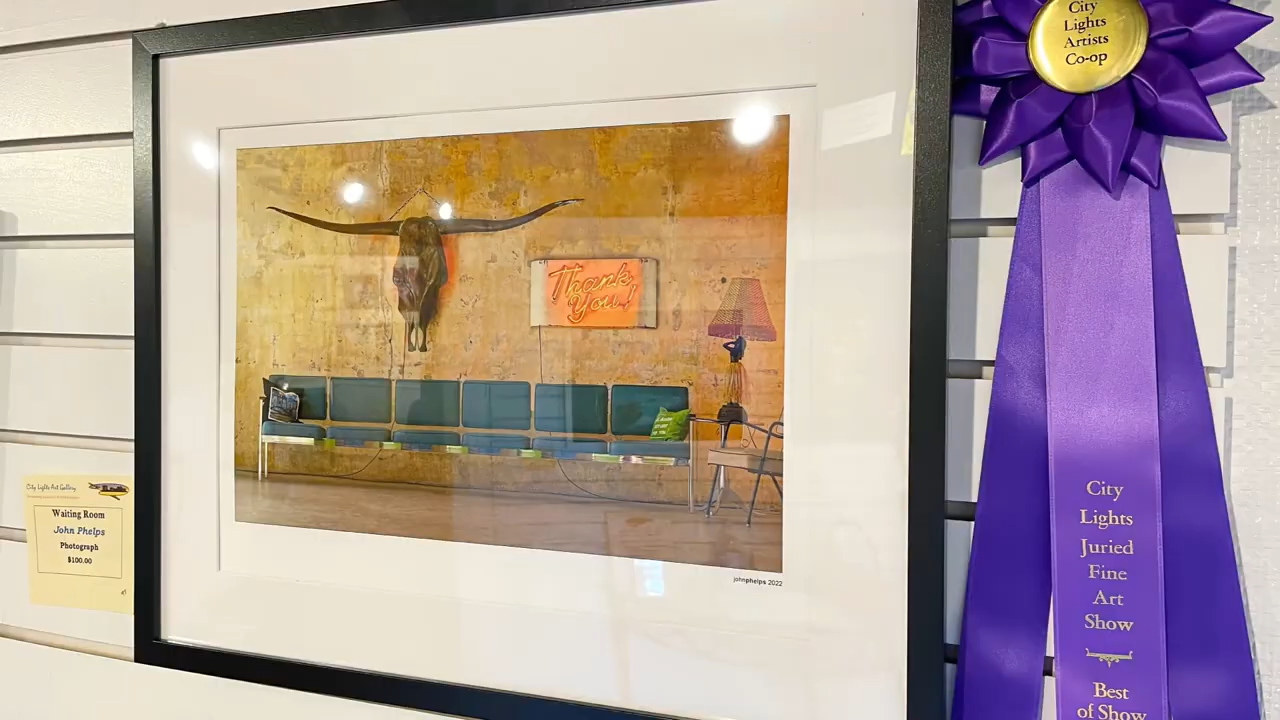 City
Lights
Artists
Co-op
Thank
You!
City Lights Art Gallery
Waiting Room
John Phelps
Photograph
$100.00
johnphelps 2022
City
Lights
Juried
Fine
Art
Show
Best
of Show